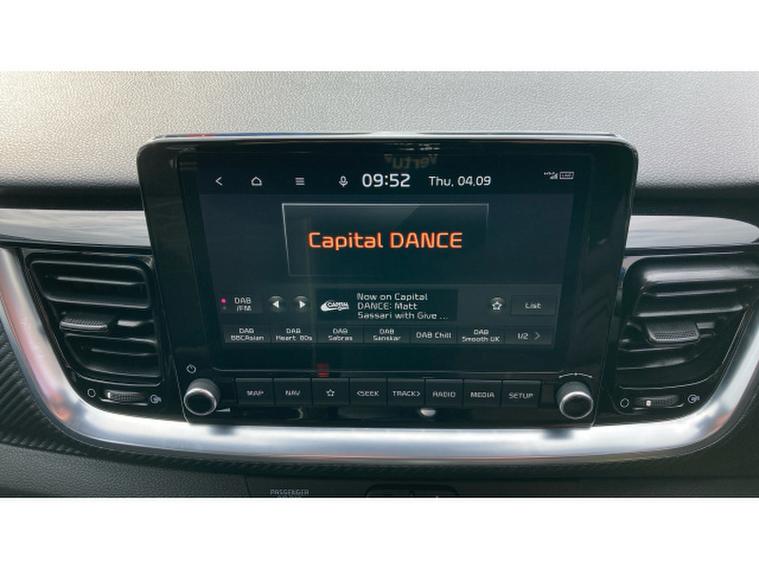 09:52 Thu, 04.09
Capital DANCE
DAB
/FM
CAPITAL
Now on Capital
DANCE: Matt
Sassari with Give ...
List
DAB
BBCAsian
DAB
Heart 80s
DAB
Sabras
DAB
Sanskar
DAB Chill
DAB
Smooth UK
1/2
MAP NAV <SEEK TRACK> RADIO MEDIA SETUP
PASSENGER